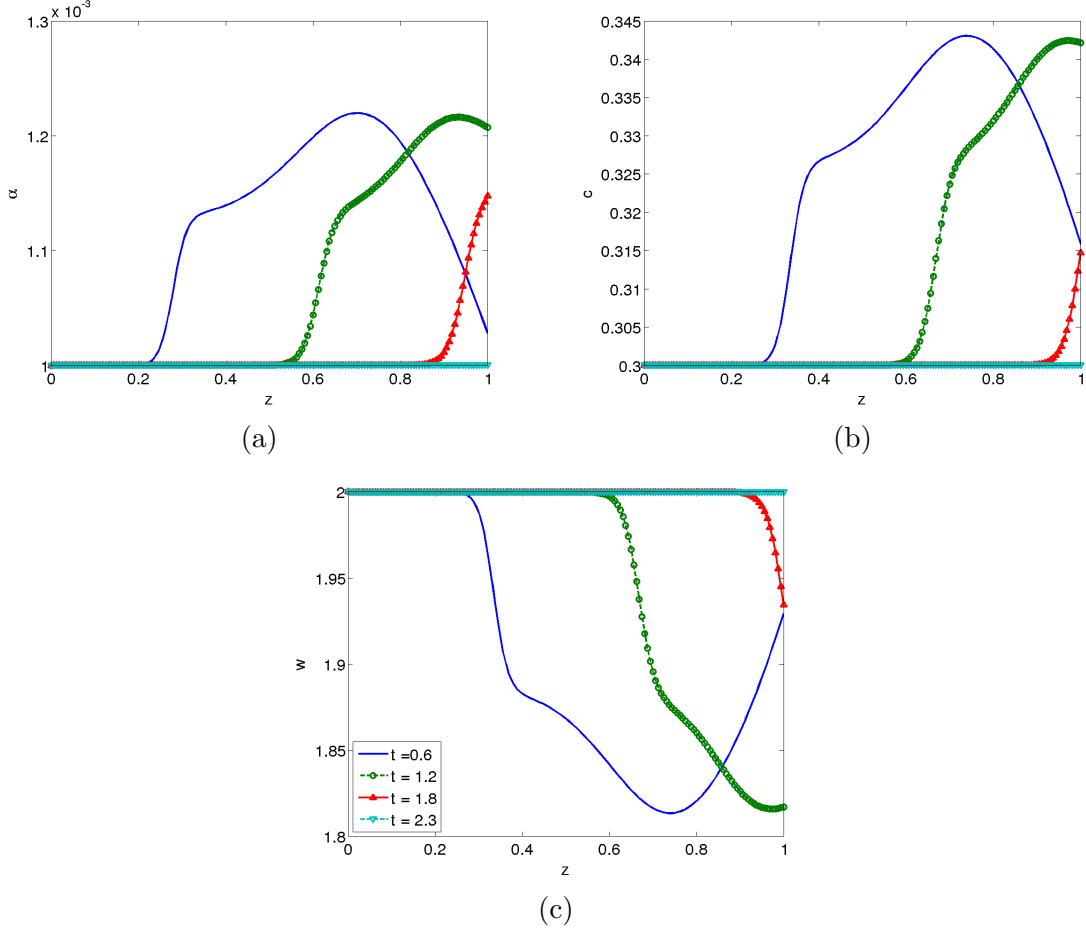 x 10⁻³
1.3
1.2
1.1
1
α
0 0.2 0.4 0.6 0.8 1
z
(a)
0.345
0.34
0.335
0.33
0.325
0.32
0.315
0.31
0.305
0.3
c
0 0.2 0.4 0.6 0.8 1
z
(b)
2
1.95
1.9
1.85
1.8
w
t =0.6
t = 1.2
t = 1.8
t = 2.3
0 0.2 0.4 0.6 0.8 1
z
(c)